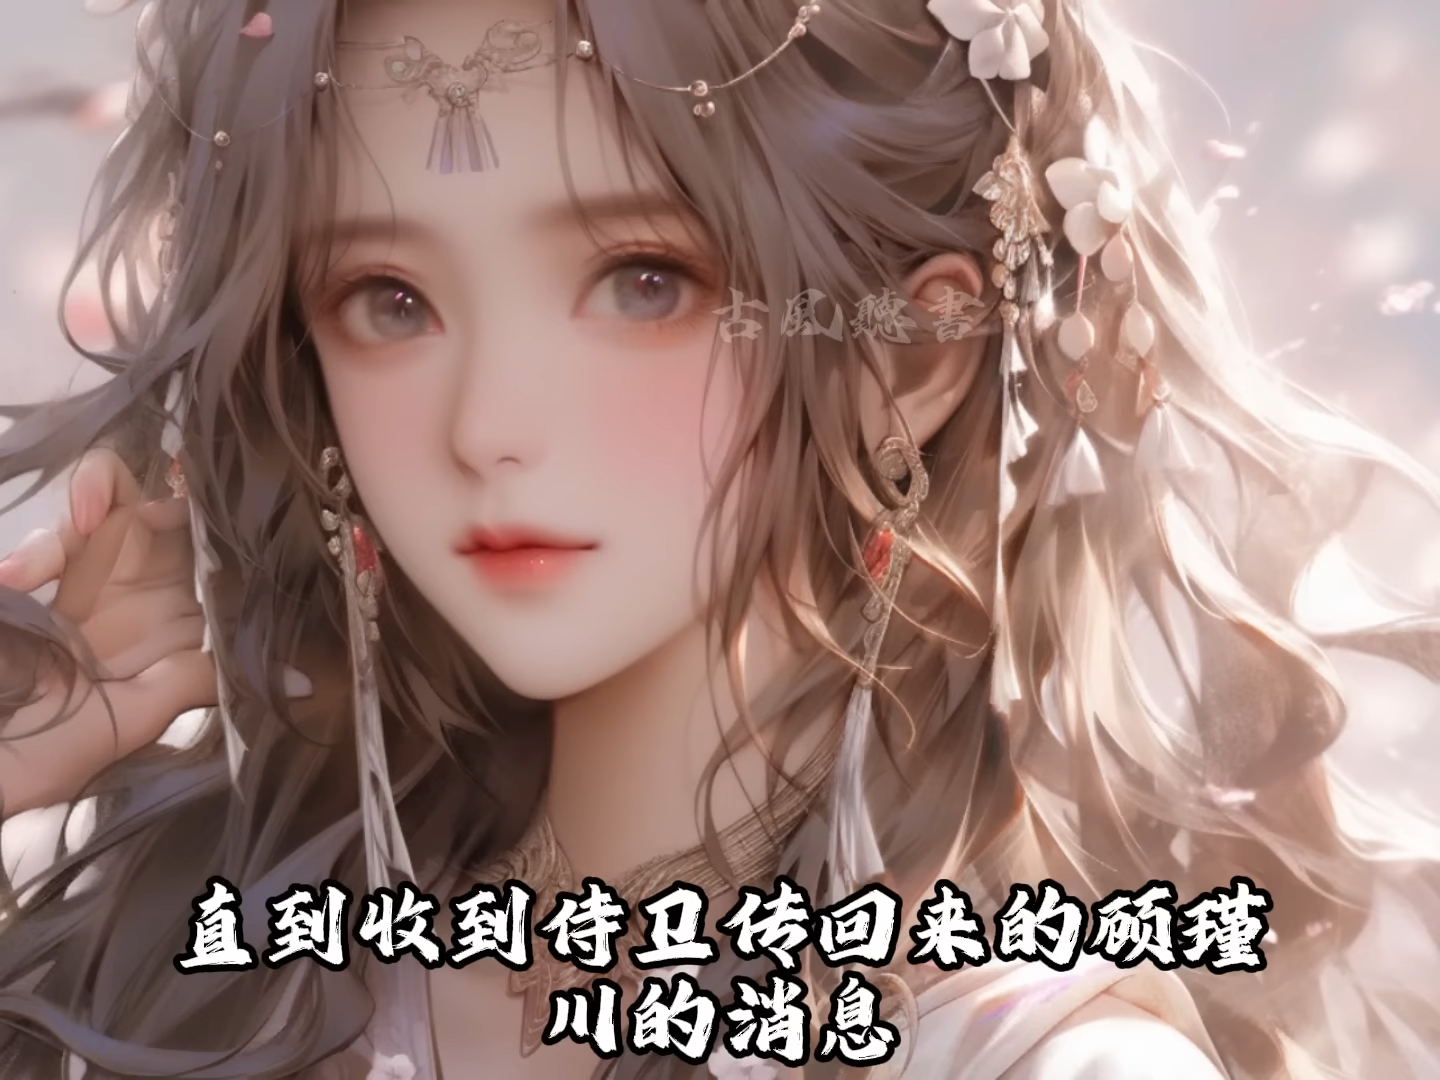 古風聽書
直到收到侍卫传回来的顾瑾
川的消息